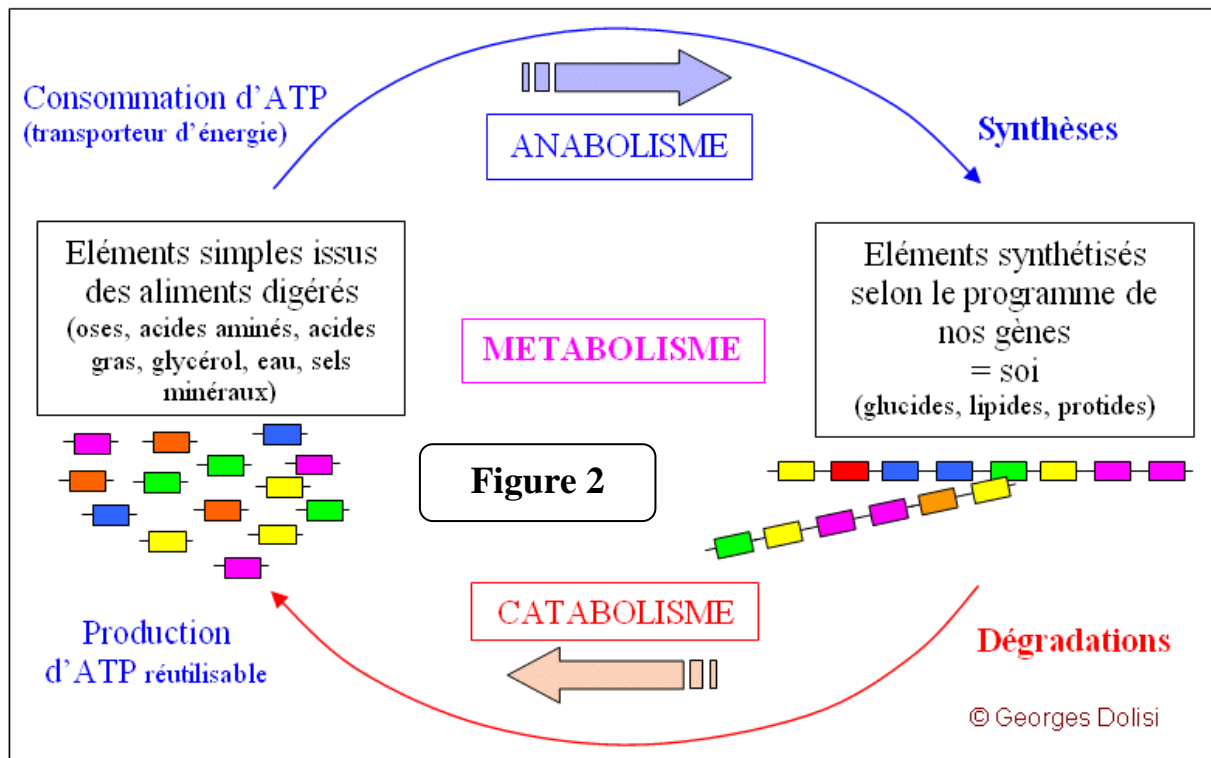 Consommation d'ATP
(transporteur d'énergie)
ANABOLISME
Synthèses
Eléments simples issus
des aliments digérés
(oses, acides aminés, acides
gras, glycérol, eau, sels
minéraux)
METABOLISME
Eléments synthétisés
selon le programme de
nos gènes
= soi
(glucides, lipides, protides)
Figure 2
Production
d'ATP réutilisable
CATABOLISME
Dégradations
© Georges Dolisi